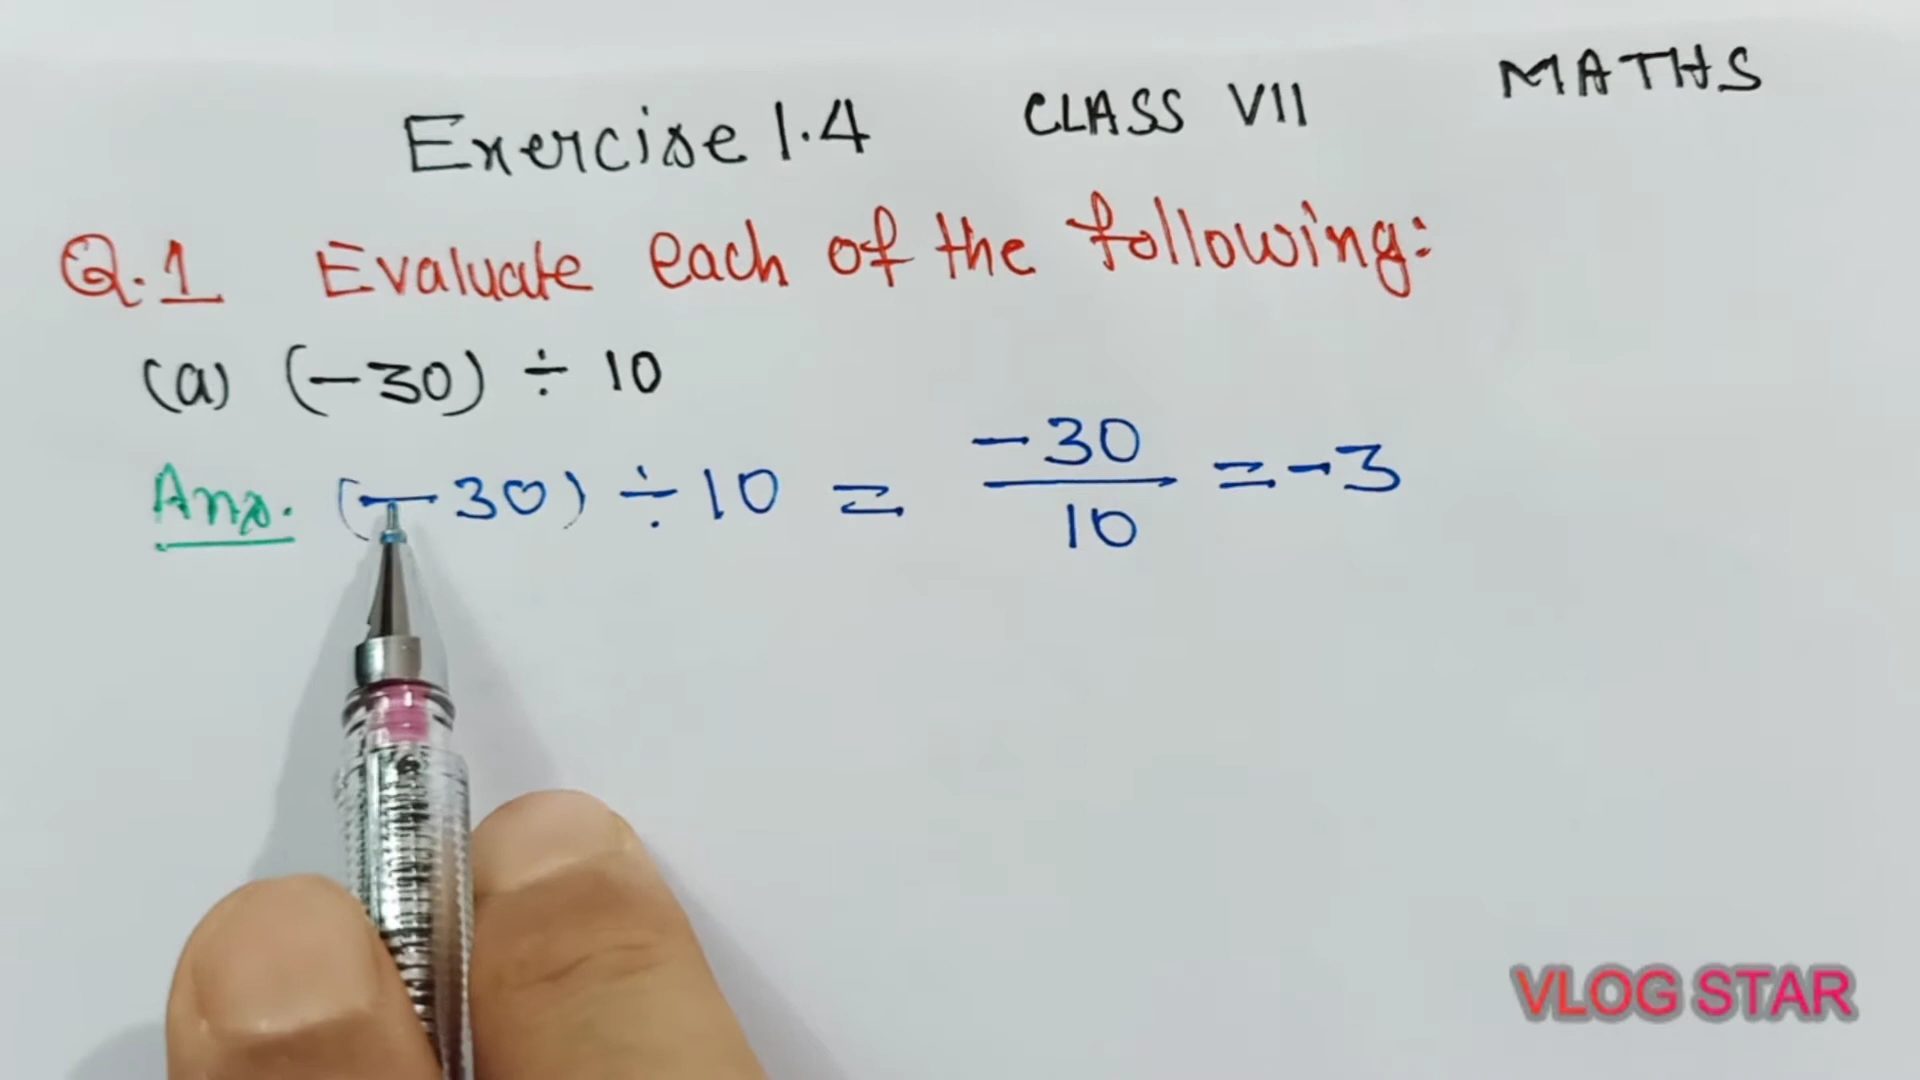 Exercise 1.4 CLASS VII MATHS
Q.1 Evaluate each of the following:
(a) (-30) ÷ 10
Ans. (-30) ÷ 10 = -30/10 = -3
VLOG STAR